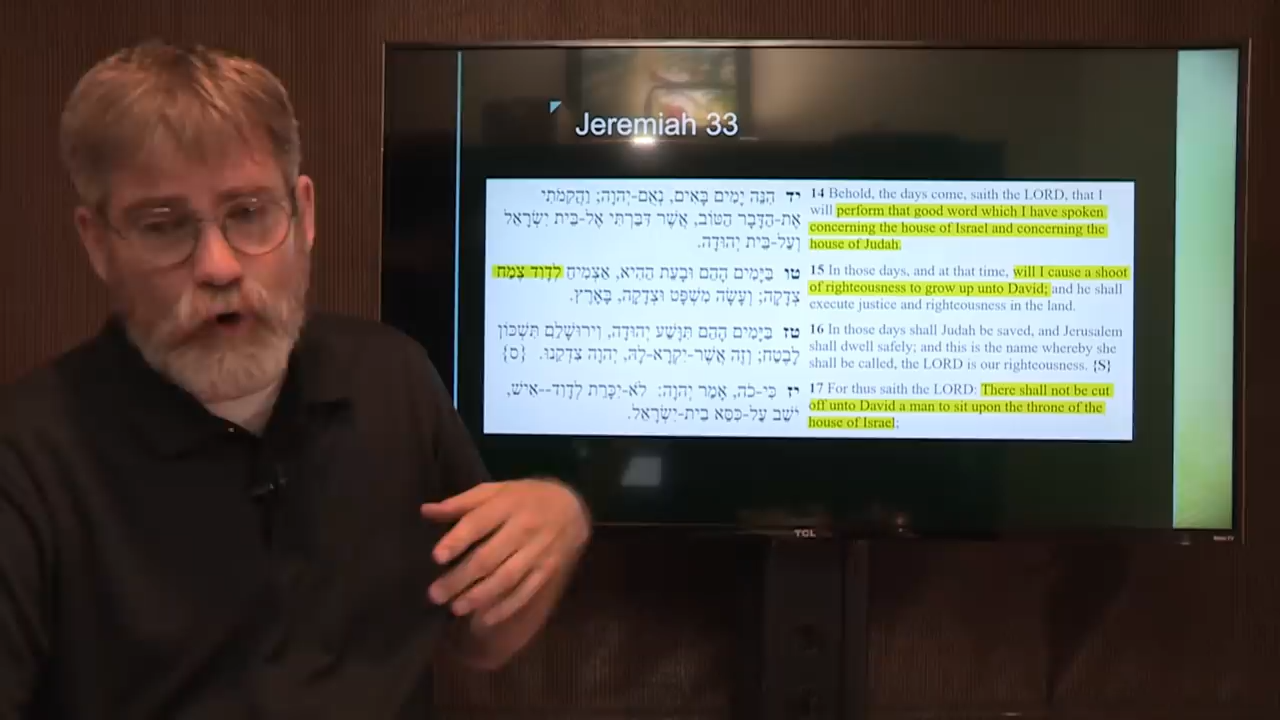 Jeremiah 33
יד הִנֵּה יָמִים בָּאִים, נְאֻם-יְהוָה; וַהֲקִמֹתִי
אֶת-הַדָּבָר הַטּוֹב, אֲשֶׁר דִּבַּרְתִּי אֶל-בֵּית יִשְׂרָאֵל
וְעַל-בֵּית יְהוּדָה.
14 Behold, the days come, saith the LORD, that I
will perform that good word which I have spoken
concerning the house of Israel and concerning the
house of Judah.
טו בַּיָּמִים הָהֵם וּבָעֵת הַהִיא, אַצְמִיחַ לְדָוִד צֶמַח
צְדָקָה; וְעָשָׂה מִשְׁפָּט וּצְדָקָה, בָּאָרֶץ.
15 In those days, and at that time, will I cause a shoot
of righteousness to grow up unto David; and he shall
execute justice and righteousness in the land.
טז בַּיָּמִים הָהֵם תִּוָּשַׁע יְהוּדָה, וִירוּשָׁלִַם תִּשְׁכּוֹן
לָבֶטַח; וְזֶה אֲשֶׁר-יִקְרָא-לָהּ, יְהוָה צִדְקֵנוּ. {ס}
16 In those days shall Judah be saved, and Jerusalem
shall dwell safely; and this is the name whereby she
shall be called, the LORD is our righteousness. {S}
יז כִּי-כֹה, אָמַר יְהוָה: לֹא-יִכָּרֵת לְדָוִד--אִישׁ,
יֹשֵׁב עַל-כִּסֵּא בֵית-יִשְׂרָאֵל.
17 For thus saith the LORD: There shall not be cut
off unto David a man to sit upon the throne of the
house of Israel;
TCL